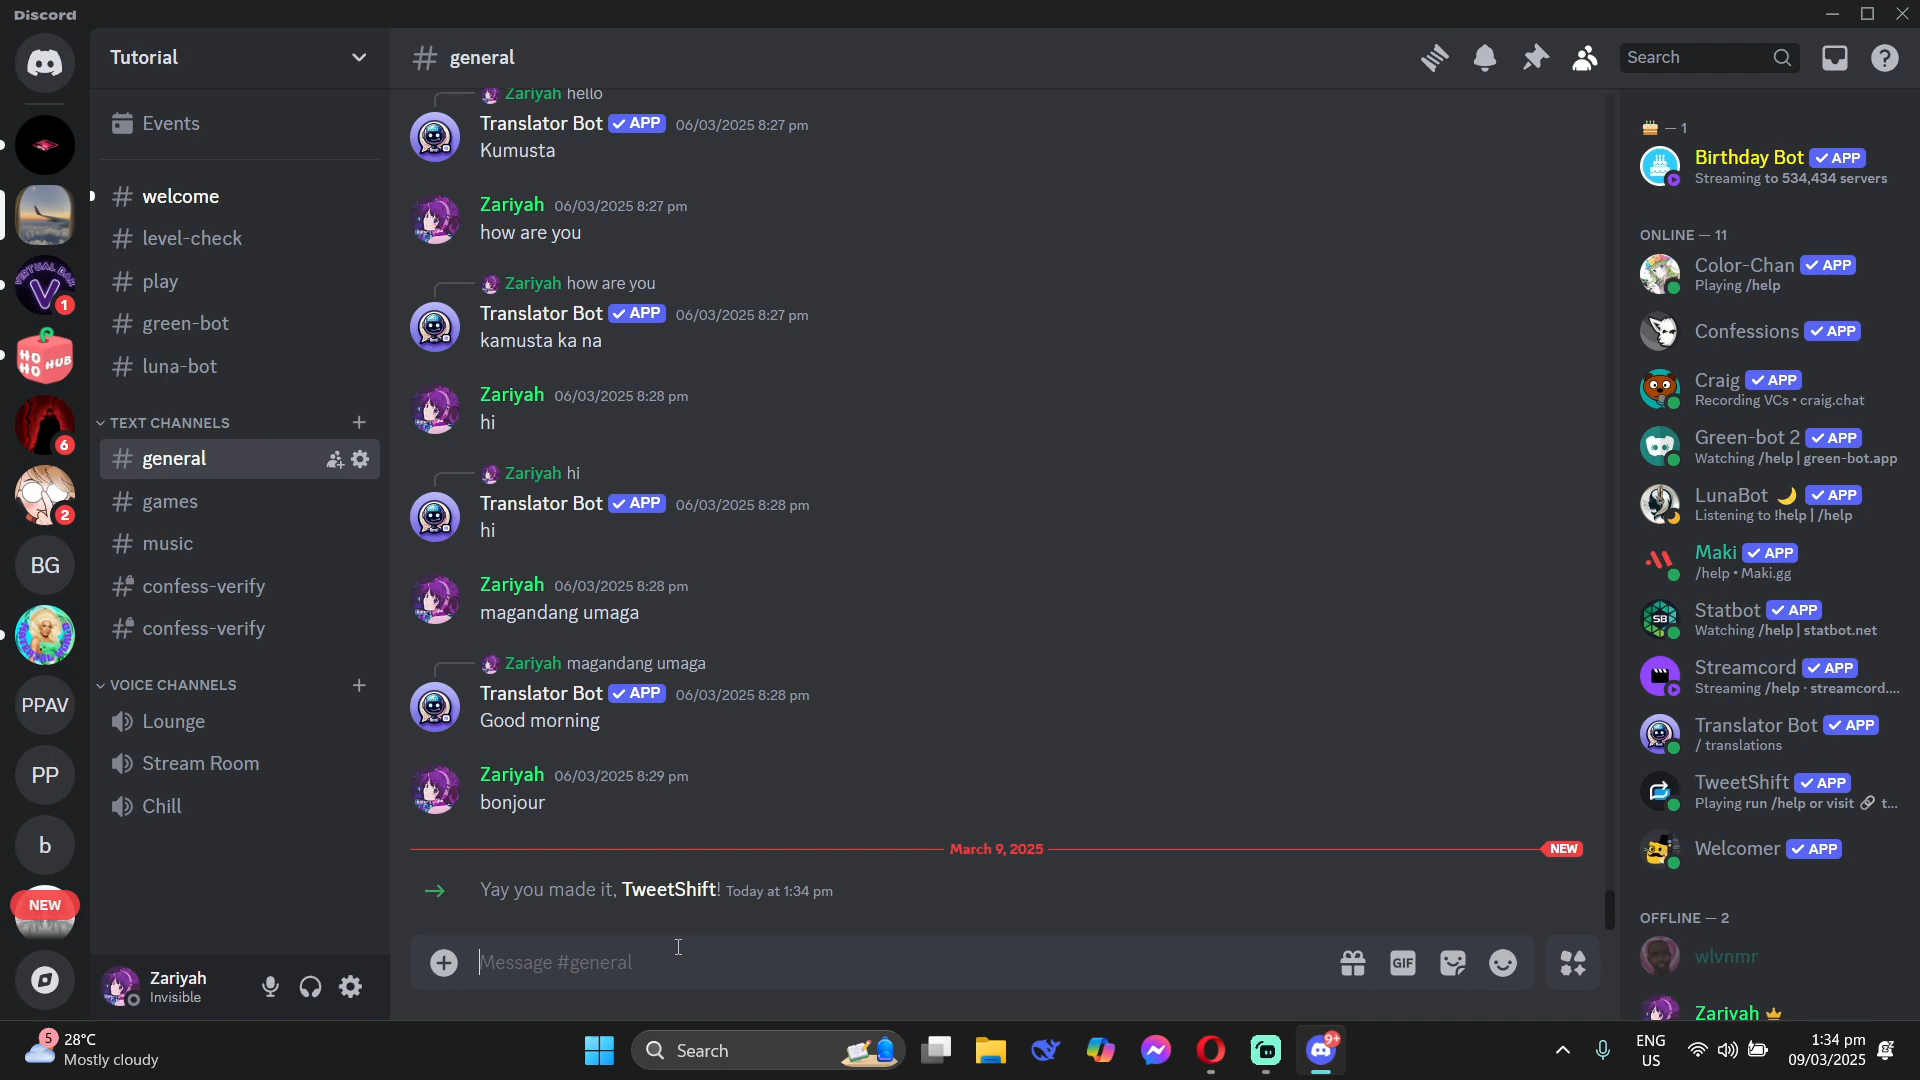 Discord
Tutorial
# general
Search
Events
welcome
level-check
play
green-bot
luna-bot
TEXT CHANNELS
general
games
music
confess-verify
confess-verify
VOICE CHANNELS
Lounge
Stream Room
Chill
VIRTUAL BAR
V
1
HO HO HUB
6
2
BG
PPAV
PP
b
NEW
Zariyah
Invisible
Zariyah hello
Translator Bot ✓ APP 06/03/2025 8:27 pm
Kumusta
Zariyah 06/03/2025 8:27 pm
how are you
Zariyah how are you
Translator Bot ✓ APP 06/03/2025 8:27 pm
kamusta ka na
Zariyah 06/03/2025 8:28 pm
hi
Zariyah hi
Translator Bot ✓ APP 06/03/2025 8:28 pm
hi
Zariyah 06/03/2025 8:28 pm
magandang umaga
Zariyah magandang umaga
Translator Bot ✓ APP 06/03/2025 8:28 pm
Good morning
Zariyah 06/03/2025 8:29 pm
bonjour
March 9, 2025 NEW
Yay you made it, TweetShift! Today at 1:34 pm
Message #general
GIF
🎂 — 1
Birthday Bot ✓ APP
Streaming to 534,434 servers
ONLINE — 11
Color-Chan ✓ APP
Playing /help
Confessions ✓ APP
Craig ✓ APP
Recording VCs • craig.chat
Green-bot 2 ✓ APP
Watching /help | green-bot.app
LunaBot 🌙 ✓ APP
Listening to !help | /help
Maki ✓ APP
/help • Maki.gg
SB
Statbot ✓ APP
Watching /help | statbot.net
Streamcord ✓ APP
Streaming /help · streamcord....
Translator Bot ✓ APP
/ translations
TweetShift ✓ APP
Playing run /help or visit 🔗 t...
Welcomer ✓ APP
OFFLINE — 2
wlvnmr
Zariyah
5
28°C
Mostly cloudy
Search
9+
ENG
US
1:34 pm
09/03/2025